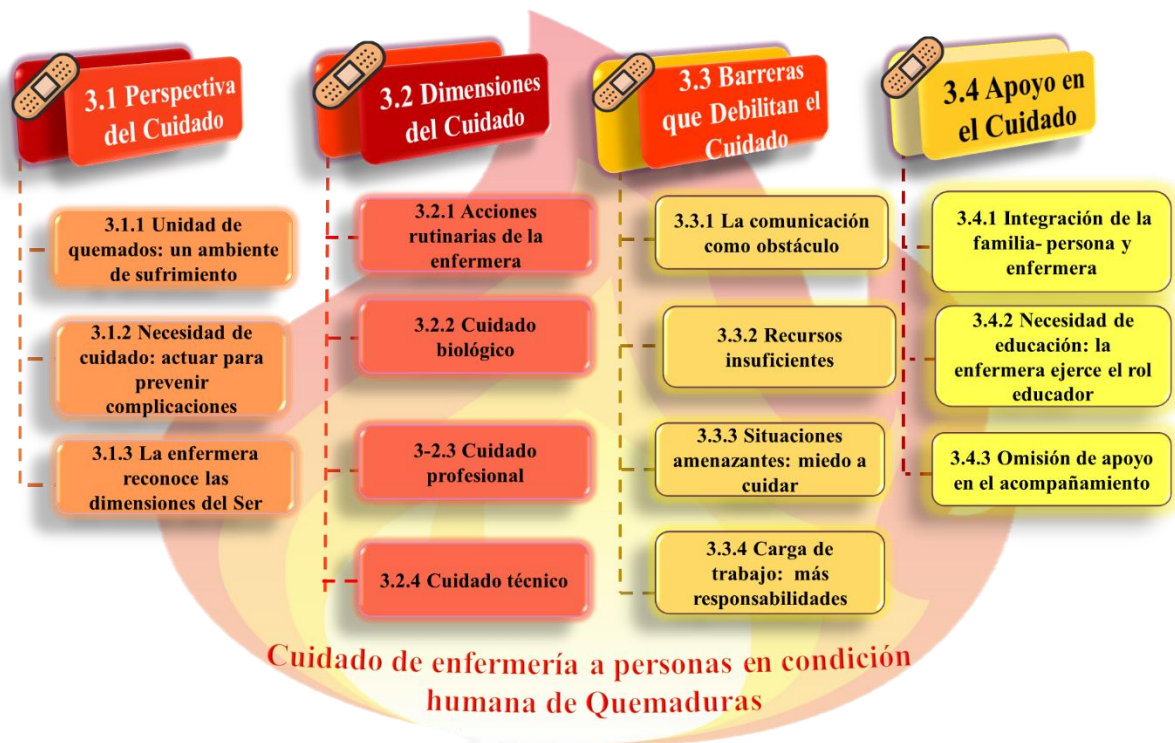 3.1 Perspectiva
del Cuidado
3.1.1 Unidad de
quemados: un ambiente
de sufrimiento
3.1.2 Necesidad de
cuidado: actuar para
prevenir
complicaciones
3.1.3 La enfermera
reconoce las
dimensiones del Ser
3.2 Dimensiones
del Cuidado
3.2.1 Acciones
rutinarias de la
enfermera
3.2.2 Cuidado
biológico
3-2.3 Cuidado
profesional
3.2.4 Cuidado técnico
3.3 Barreras
que Debilitan el
Cuidado
3.3.1 La comunicación
como obstáculo
3.3.2 Recursos
insuficientes
3.3.3 Situaciones
amenazantes: miedo a
cuidar
3.3.4 Carga de
trabajo: más
responsabilidades
3.4 Apoyo en
el Cuidado
3.4.1 Integración de la
familia- persona y
enfermera
3.4.2 Necesidad de
educación: la
enfermera ejerce el rol
educador
3.4.3 Omisión de apoyo
en el acompañamiento
Cuidado de enfermería a personas en condición
humana de Quemaduras